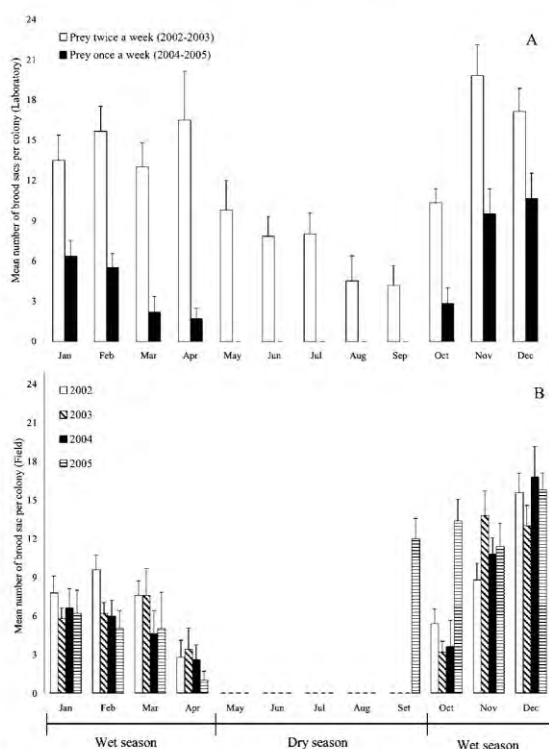 24
21
18
15
12
9
6
3
0
Mean number of brood sacs per colony (Laboratory)
Prey twice a week (2002-2003)
Prey once a week (2004-2005)
A
Jan Feb Mar Apr May Jun Jul Aug Sep Oct Nov Dec
24
21
18
15
12
9
6
3
0
Mean number of brood sac per colony (Field)
2002
2003
2004
2005
B
Jan Feb Mar Apr May Jun Jul Aug Set Oct Nov Dec
Wet season Dry season Wet season